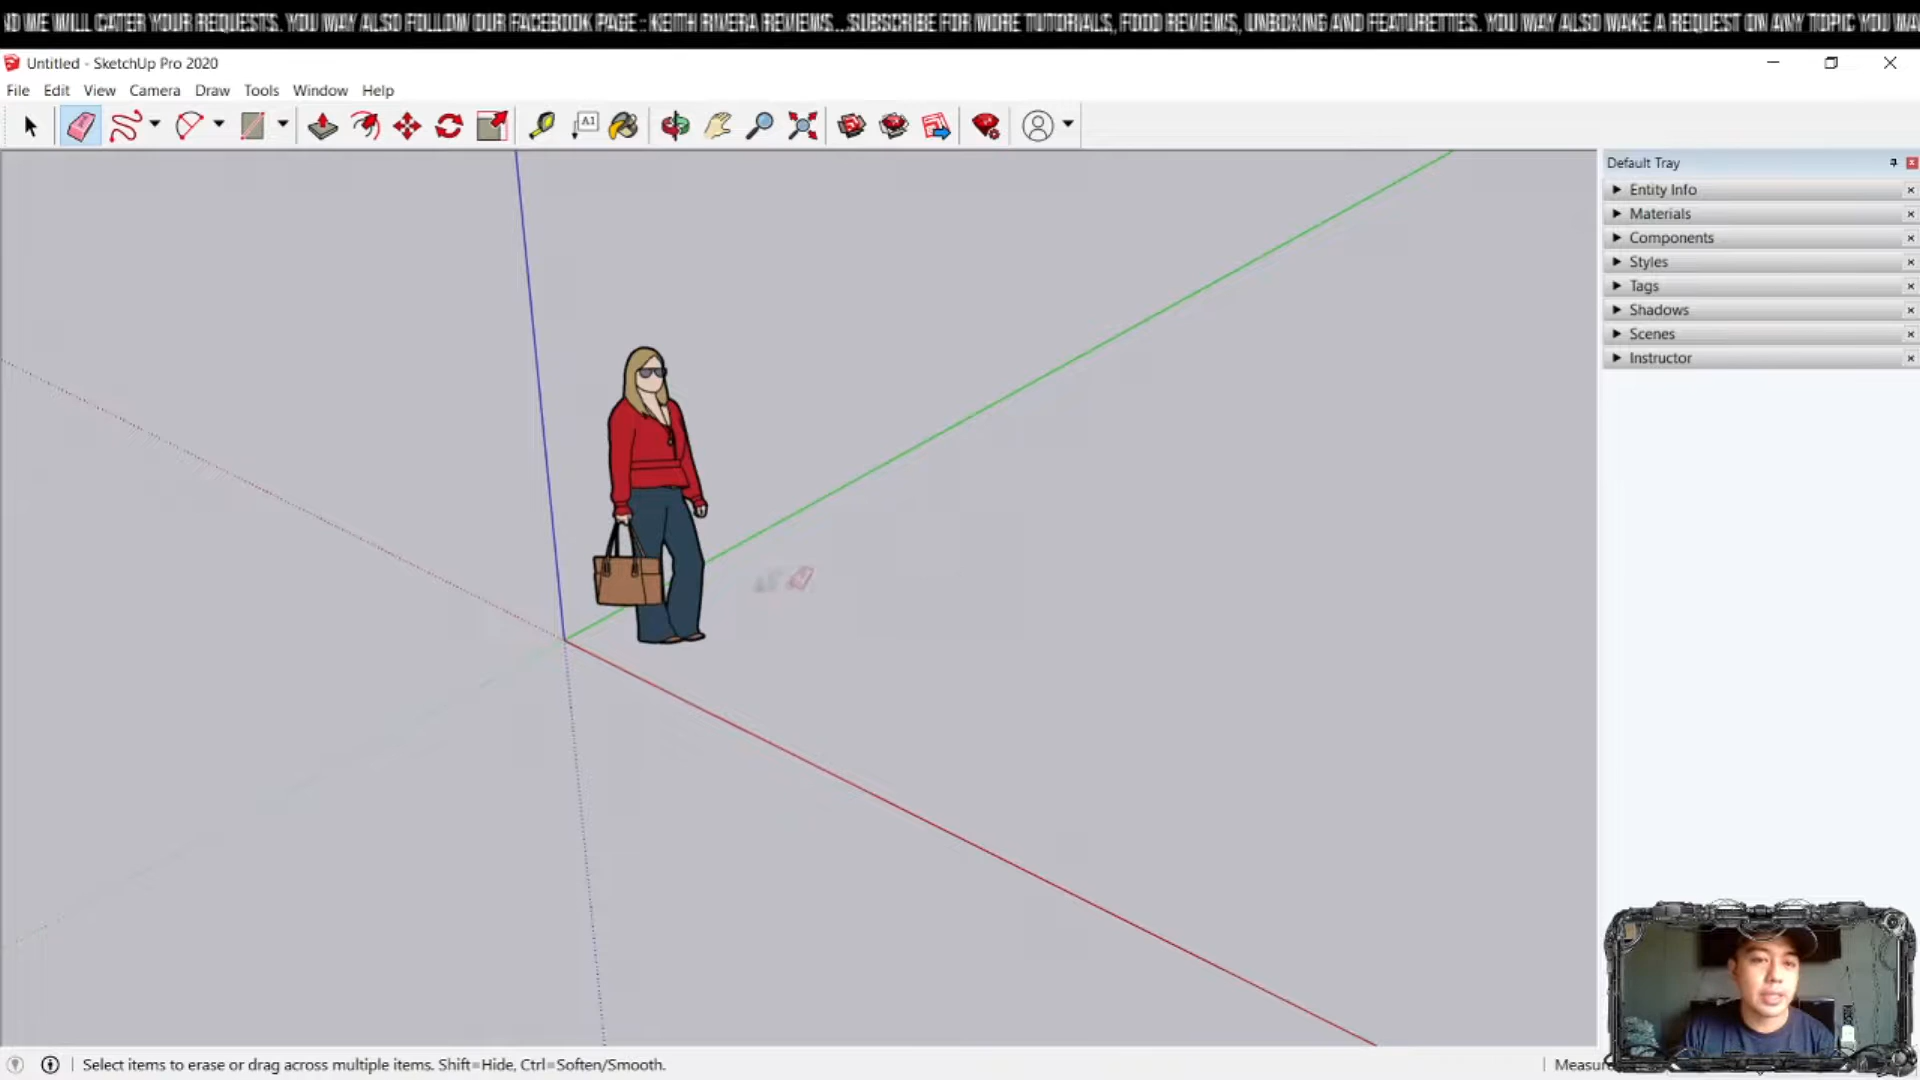 ND WE WILL CATER YOUR REQUESTS. YOU MAY ALSO FOLLOW OUR FACEBOOK PAGE :: KEITH RIVERA REVIEWS...SUBSCRIBE FOR MORE TUTORIALS, FOOD REVIEWS, UNBOXING AND FEATURETTES. YOU MAY ALSO MAKE A REQUEST ON ANY TOPIC YOU
Untitled - SketchUp Pro 2020
File Edit View Camera Draw Tools Window Help
A1
Default Tray
Entity Info
Materials
Components
Styles
Tags
Shadows
Scenes
Instructor
Select items to erase or drag across multiple items. Shift=Hide, Ctrl=Soften/Smooth.